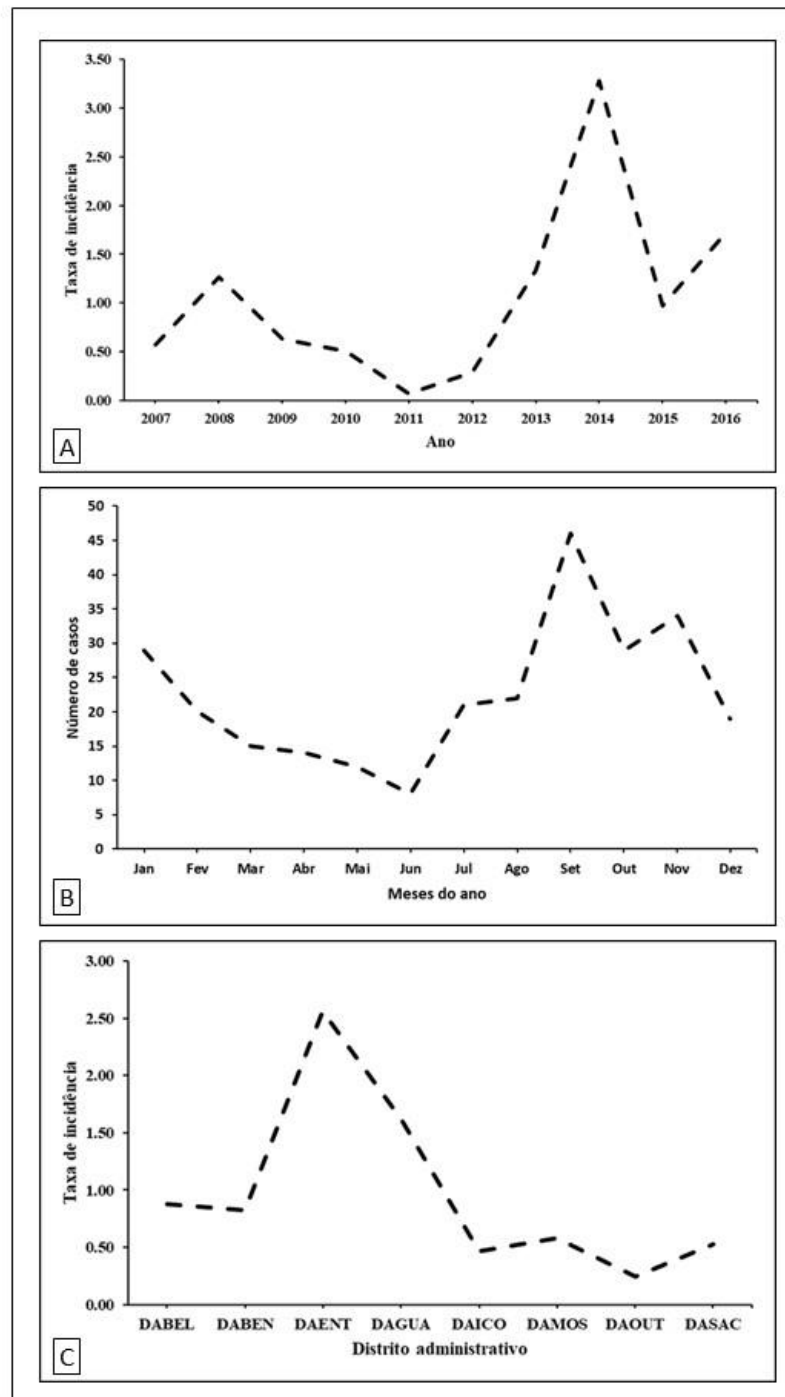 3.50
3.00
2.50
2.00
1.50
1.00
0.50
0.00
Taxa de incidência
2007 2008 2009 2010 2011 2012 2013 2014 2015 2016
Ano
A
50
45
40
35
30
25
20
15
10
5
0
Número de casos
Jan Fev Mar Abr Mai Jun Jul Ago Set Out Nov Dez
Meses do ano
B
3.00
2.50
2.00
1.50
1.00
0.50
0.00
Taxa de incidência
DABEL DABEN DAENT DAGUA DAICO DAMOS DAOUT DASAC
Distrito administrativo
C